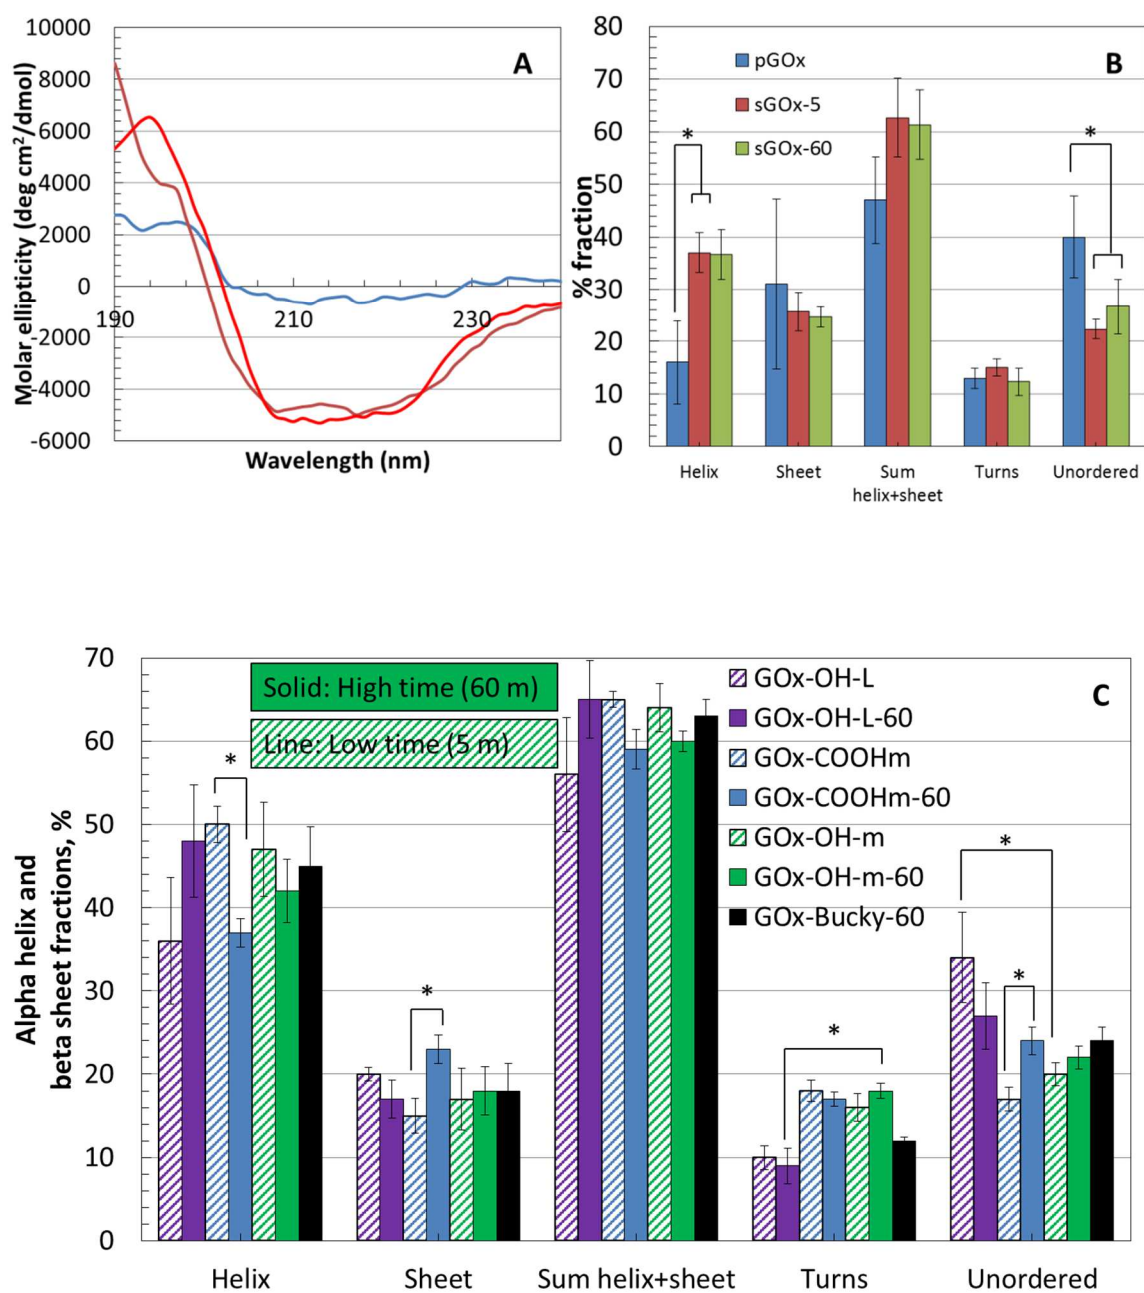 A
Molar ellipticity (deg cm²/dmol)
10000
8000
6000
4000
2000
0
-2000
-4000
-6000
190
210
230
Wavelength (nm)
B
% fraction
80
70
60
50
40
30
20
10
0
pGOx
sGOx-5
sGOx-60
*
*
Helix
Sheet
Sum
helix+sheet
Turns
Unordered
C
Alpha helix and
beta sheet fractions, %
70
60
50
40
30
20
10
0
Solid: High time (60 m)
Line: Low time (5 m)
GOx-OH-L
GOx-OH-L-60
GOx-COOHm
GOx-COOHm-60
GOx-OH-m
GOx-OH-m-60
GOx-Bucky-60
*
*
*
*
*
Helix
Sheet
Sum helix+sheet
Turns
Unordered